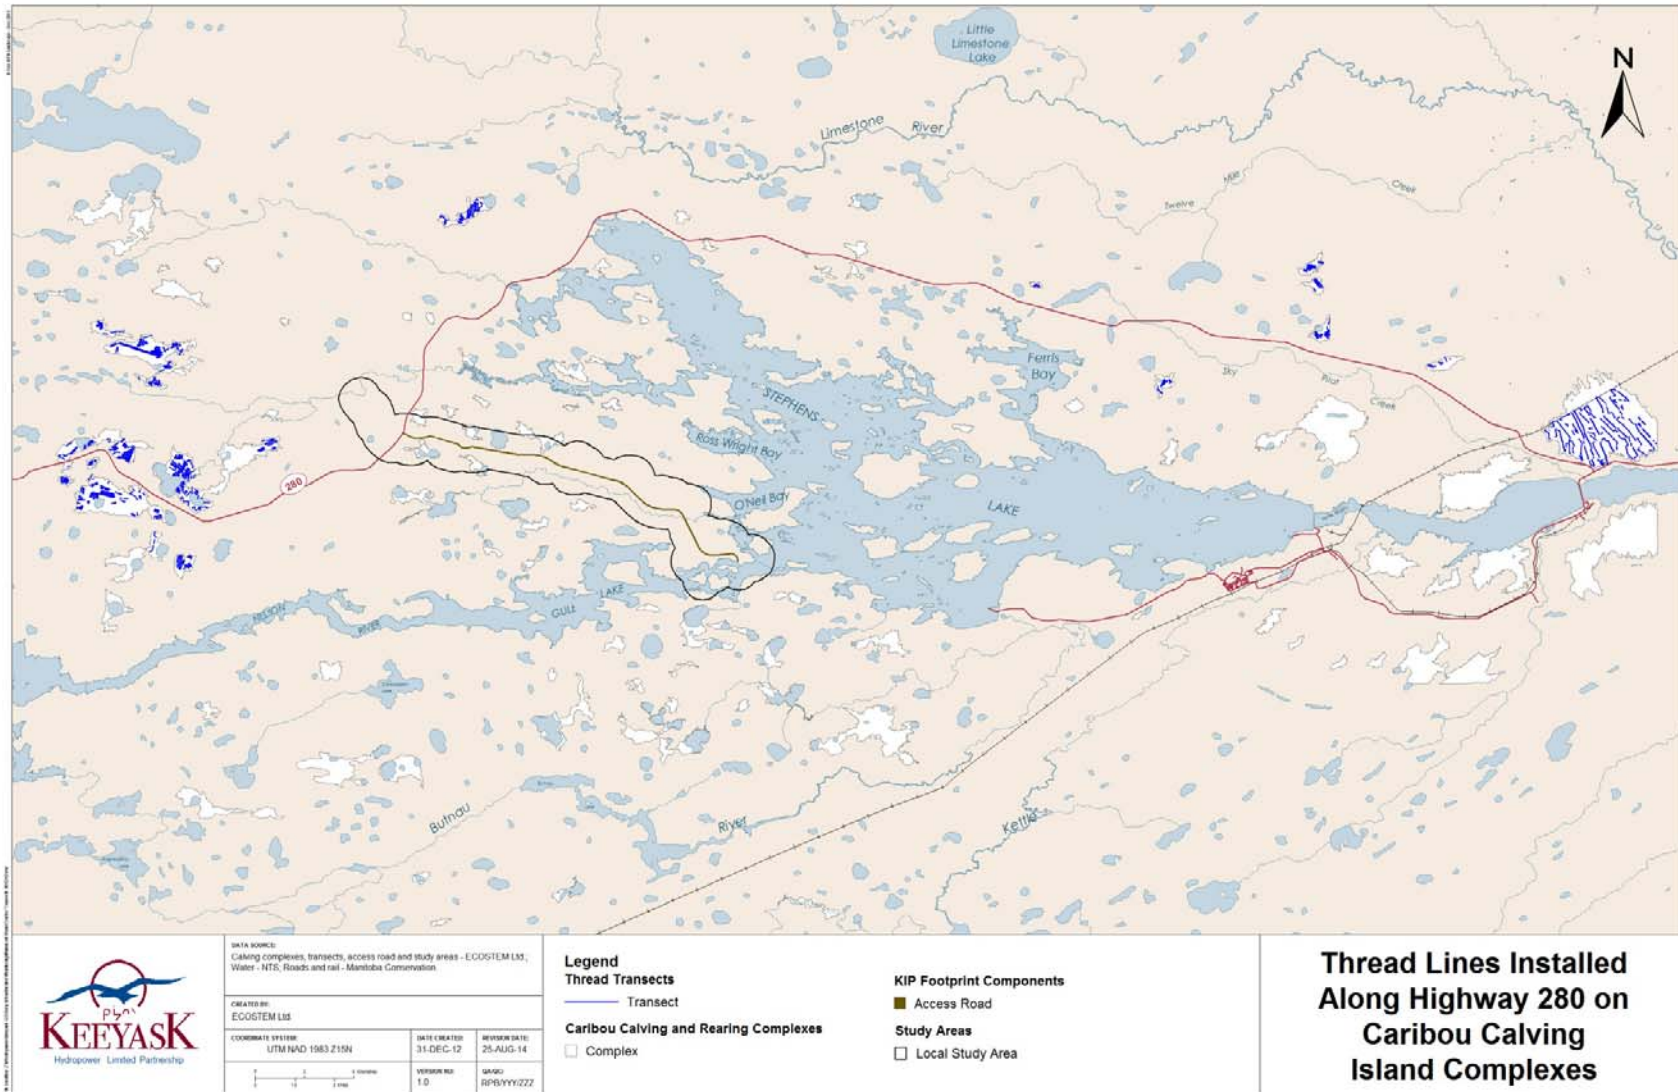 Little
Limestone
Lake
N
Limestone River
Twelve Mile Creek
Ferris
Bay
Sky Pilot
Creek
STEPHENS
Ross Wright Bay
O'Neil Bay
LAKE
280
NELSON
RIVER
GULL LAKE
Butnau
River
Kettle
KEEYASK
Hydropower Limited Partnership
DATA SOURCE:
Calving complexes, transects, access road and study areas - ECOSTEM Ltd.;
Water - NTS; Roads and rail - Manitoba Conservation
CREATED BY:
ECOSTEM Ltd.
COORDINATE SYSTEM:
UTM NAD 1983 Z15N
DATE CREATED:
31-DEC-12
REVISION DATE:
25-AUG-14
VERSION NO:
1.0
QA/QC:
RPB/YYY/ZZZ
Legend
Thread Transects
Transect
Caribou Calving and Rearing Complexes
Complex
KIP Footprint Components
Access Road
Study Areas
Local Study Area
Thread Lines Installed
Along Highway 280 on
Caribou Calving
Island Complexes